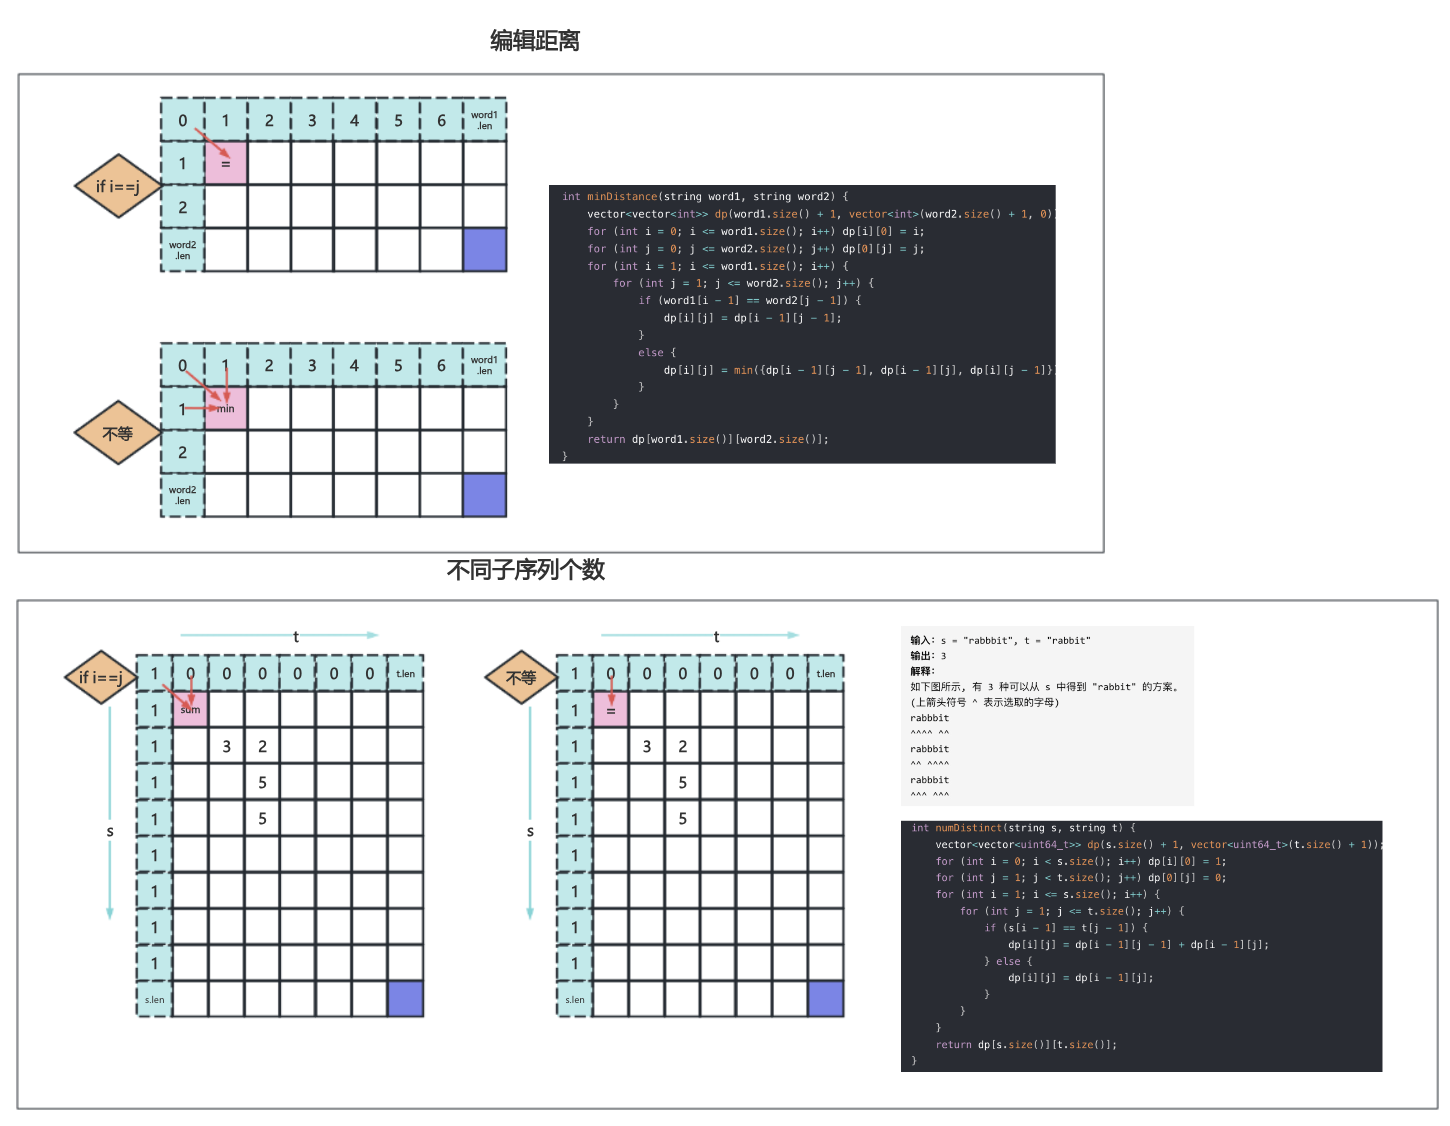 编辑距离
0 1 2 3 4 5 6 word1
.len
if i==j
1 =
2
word2
.len
0 1 2 3 4 5 6 word1
.len
不等
1 min
2
word2
.len
int minDistance(string word1, string word2) {
vector<vector<int>> dp(word1.size() + 1, vector<int>(word2.size() + 1, 0)
for (int i = 0; i <= word1.size(); i++) dp[i][0] = i;
for (int j = 0; j <= word2.size(); j++) dp[0][j] = j;
for (int i = 1; i <= word1.size(); i++) {
for (int j = 1; j <= word2.size(); j++) {
if (word1[i - 1] == word2[j - 1]) {
dp[i][j] = dp[i - 1][j - 1];
}
else {
dp[i][j] = min({dp[i - 1][j - 1], dp[i - 1][j], dp[i][j - 1]}
}
}
}
return dp[word1.size()][word2.size()];
}
不同子序列个数
t
if i==j
1 0 0 0 0 0 0 t.len
1 sum
1 3 2
1 5
1 5
s
1
1
1
1
s.len
t
不等
1 0 0 0 0 0 0 t.len
1 =
1 3 2
1 5
1 5
s
1
1
1
1
s.len
输入: s = "rabbbit", t = "rabbit"
输出: 3
解释:
如下图所示, 有 3 种可以从 s 中得到 "rabbit" 的方案。
(上箭头符号 ^ 表示选取的字母)
rabbbit
^^^^ ^^
rabbbit
^^ ^^^^
rabbbit
^^^ ^^^
int numDistinct(string s, string t) {
vector<vector<uint64_t>> dp(s.size() + 1, vector<uint64_t>(t.size() + 1));
for (int i = 0; i < s.size(); i++) dp[i][0] = 1;
for (int j = 1; j < t.size(); j++) dp[0][j] = 0;
for (int i = 1; i <= s.size(); i++) {
for (int j = 1; j <= t.size(); j++) {
if (s[i - 1] == t[j - 1]) {
dp[i][j] = dp[i - 1][j - 1] + dp[i - 1][j];
} else {
dp[i][j] = dp[i - 1][j];
}
}
}
return dp[s.size()][t.size()];
}